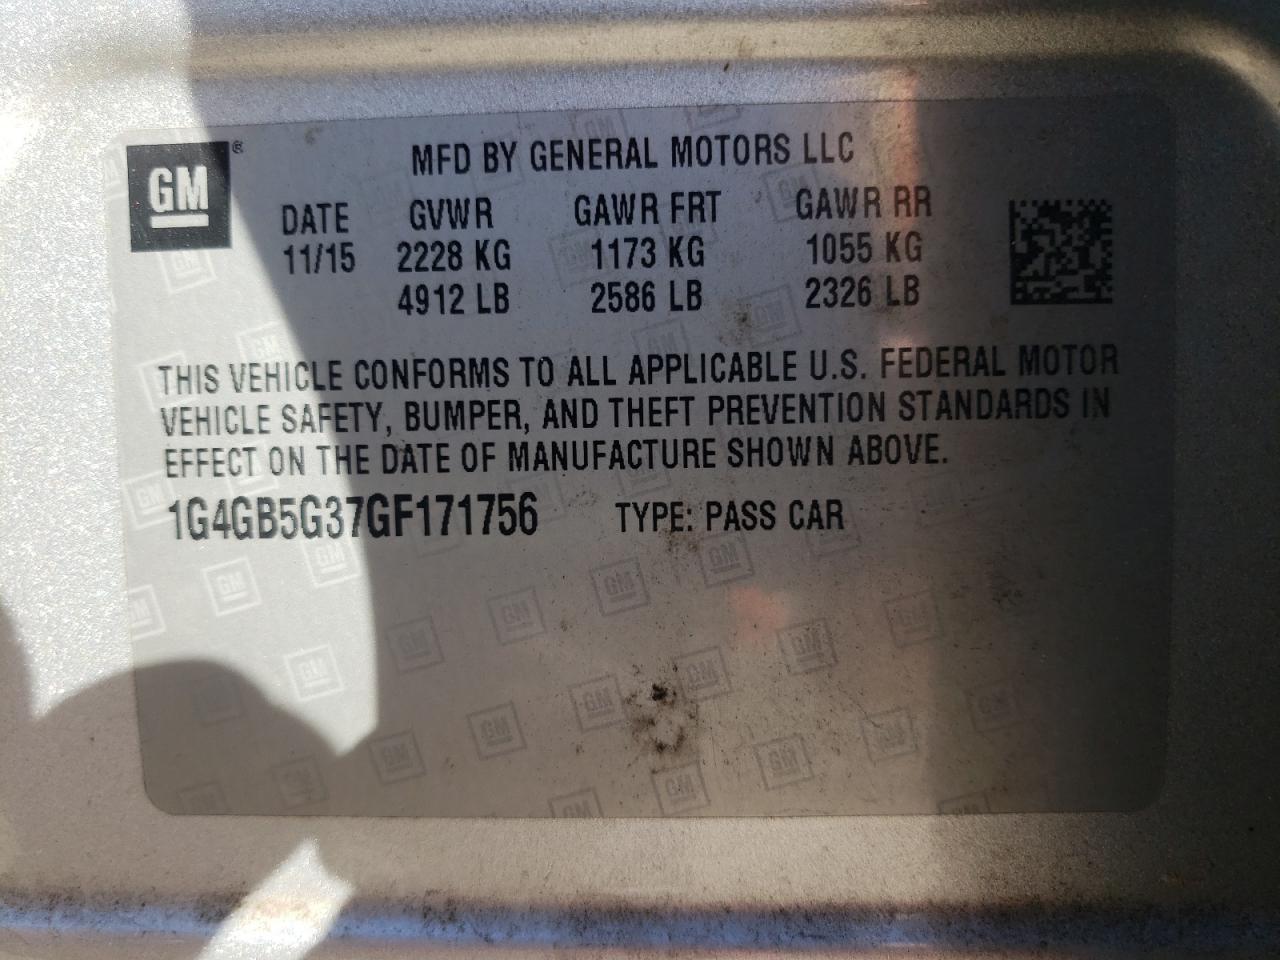 GM ®
MFD BY GENERAL MOTORS LLC
DATE GVWR GAWR FRT GAWR RR
11/15 2228 KG 1173 KG 1055 KG
4912 LB 2586 LB 2326 LB
THIS VEHICLE CONFORMS TO ALL APPLICABLE U.S. FEDERAL MOTOR
VEHICLE SAFETY, BUMPER, AND THEFT PREVENTION STANDARDS IN
EFFECT ON THE DATE OF MANUFACTURE SHOWN ABOVE.
1G4GB5G37GF171756 TYPE: PASS CAR